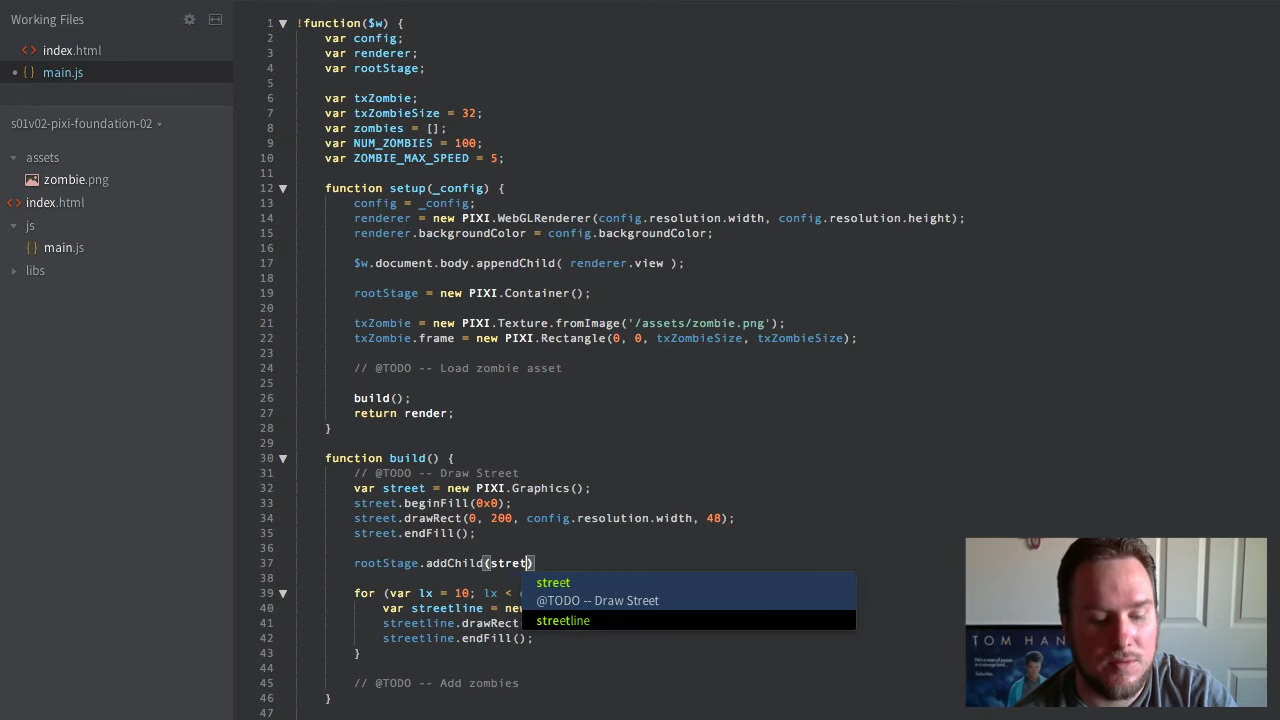 Working Files
index.html
main.js
s01v02-pixi-foundation-02
assets
zombie.png
index.html
js
main.js
libs
1 !function($w) {
2 var config;
3 var renderer;
4 var rootStage;
5
6 var txZombie;
7 var txZombieSize = 32;
8 var zombies = [];
9 var NUM_ZOMBIES = 100;
10 var ZOMBIE_MAX_SPEED = 5;
11
12 function setup(_config) {
13 config = _config;
14 renderer = new PIXI.WebGLRenderer(config.resolution.width, config.resolution.height);
15 renderer.backgroundColor = config.backgroundColor;
16
17 $w.document.body.appendChild( renderer.view );
18
19 rootStage = new PIXI.Container();
20
21 txZombie = new PIXI.Texture.fromImage('/assets/zombie.png');
22 txZombie.frame = new PIXI.Rectangle(0, 0, txZombieSize, txZombieSize);
23
24 // @TODO -- Load zombie asset
25
26 build();
27 return render;
28 }
29
30 function build() {
31 // @TODO -- Draw Street
32 var street = new PIXI.Graphics();
33 street.beginFill(0x0);
34 street.drawRect(0, 200, config.resolution.width, 48);
35 street.endFill();
36
37 rootStage.addChild(stret)
38
street
39 for (var lx = 10; lx <
@TODO -- Draw Street
40 var streetline = new
streetline
41 streetline.drawRect
42 streetline.endFill();
43 }
44
45 // @TODO -- Add zombies
46 }
47
TOM HAN